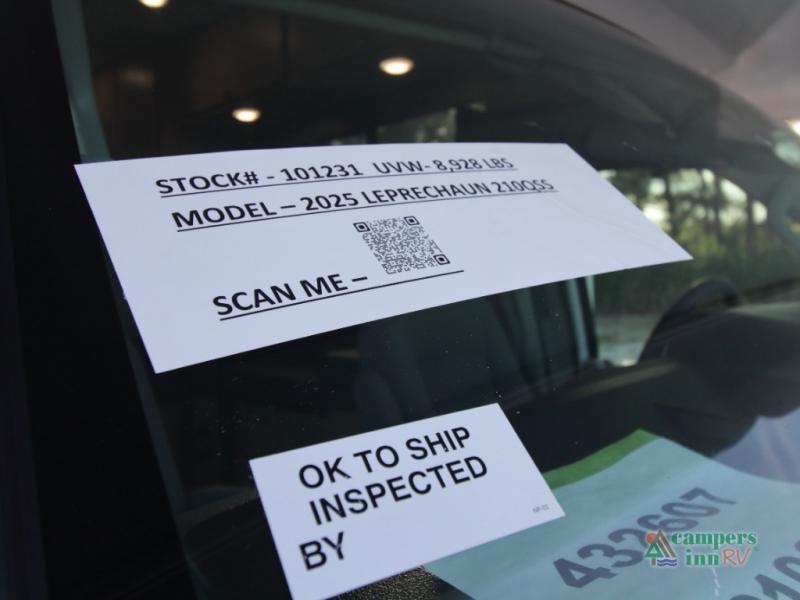 STOCK# - 101231 UVW- 8,928 LBS
MODEL – 2025 LEPRECHAUN 210QSS
SCAN ME –
OK TO SHIP
INSPECTED
BY
432607
campers
inn RV